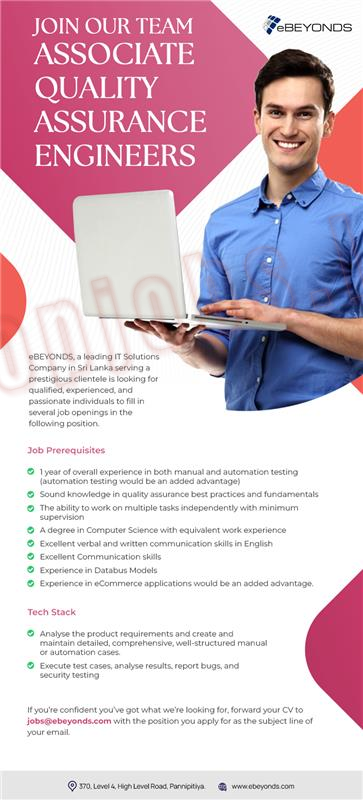 JOIN OUR TEAM
ASSOCIATE
QUALITY
ASSURANCE
ENGINEERS
eBEYONDS
eBEYONDS, a leading IT Solutions
Company in Sri Lanka serving a
prestigious clientele is looking for
qualified, experienced, and
passionate individuals to fill in
several job openings in the
following position.
Job Prerequisites
1 year of overall experience in both manual and automation testing
(automation testing would be an added advantage)
Sound knowledge in quality assurance best practices and fundamentals
The ability to work on multiple tasks independently with minimum
supervision
A degree in Computer Science with equivalent work experience
Excellent verbal and written communication skills in English
Excellent Communication skills
Experience in Databus Models
Experience in eCommerce applications would be an added advantage.
Tech Stack
Analyse the product requirements and create and
maintain detailed, comprehensive, well-structured manual
or automation cases.
Execute test cases, analyse results, report bugs, and
security testing
If you're confident you've got what we're looking for, forward your CV to
jobs@ebeyonds.com with the position you apply for as the subject line of
your email.
370, Level 4, High Level Road, Pannipitiya.
www.ebeyonds.com